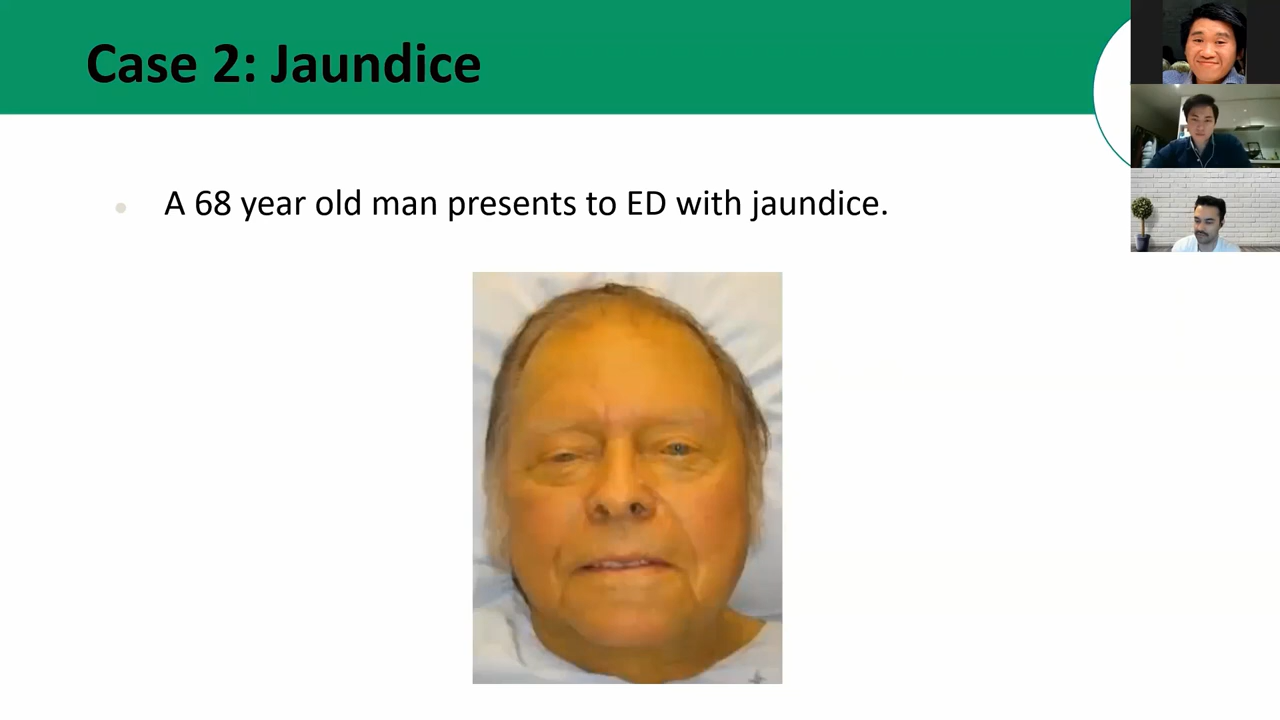 Case 2: Jaundice
A 68 year old man presents to ED with jaundice.